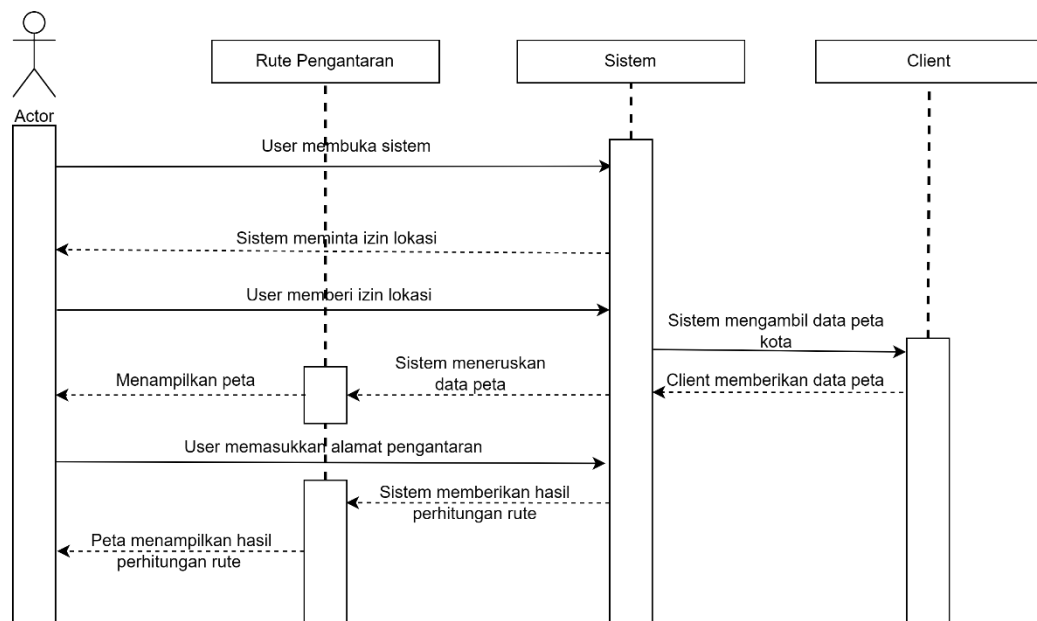 Actor
Rute Pengantaran
Sistem
Client
User membuka sistem
Sistem meminta izin lokasi
User memberi izin lokasi
Sistem mengambil data peta
kota
Client memberikan data peta
Sistem meneruskan
data peta
Menampilkan peta
User memasukkan alamat pengantaran
Sistem memberikan hasil
perhitungan rute
Peta menampilkan hasil
perhitungan rute